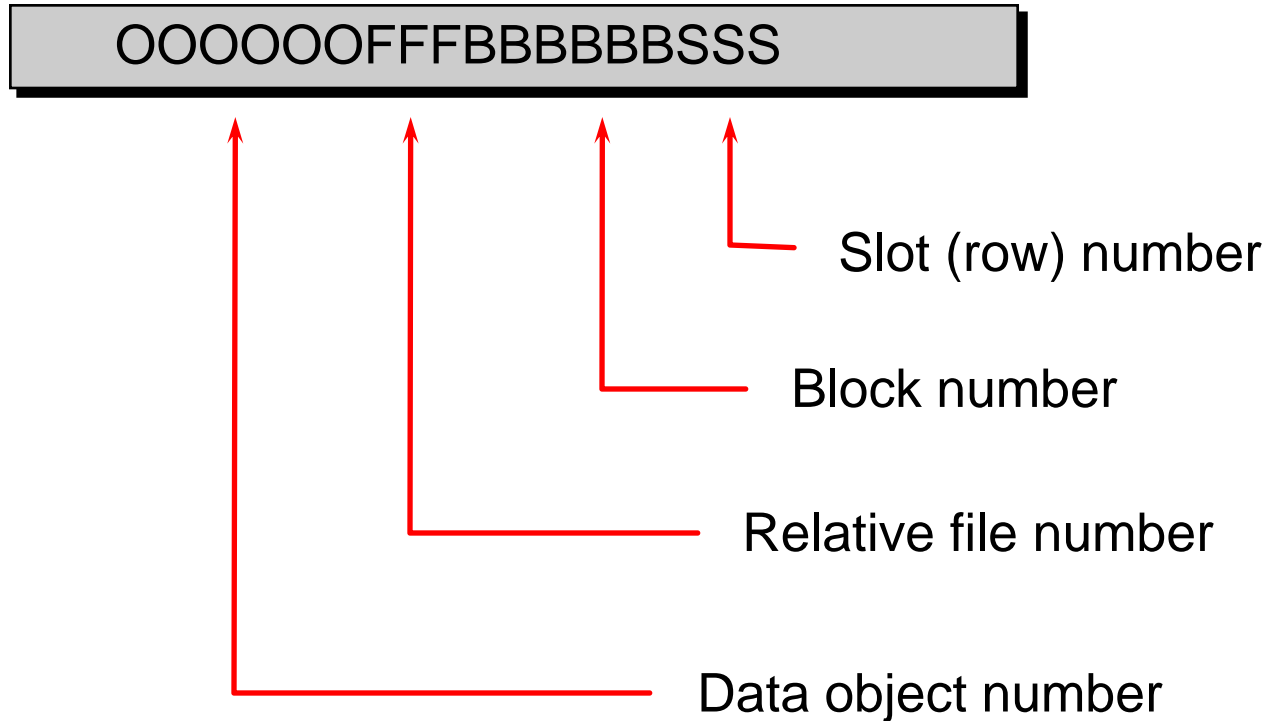 OOOOOOFFFBBBBBBSSS
Slot (row) number
Block number
Relative file number
Data object number